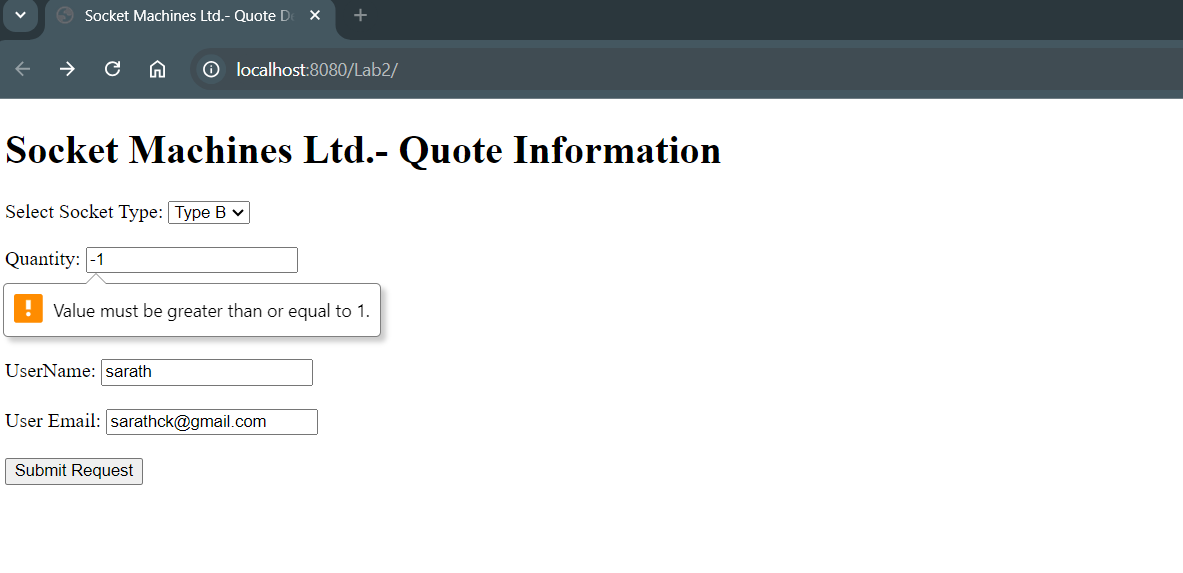 Socket Machines Ltd.- Quote D
localhost:8080/Lab2/
Socket Machines Ltd.- Quote Information
Select Socket Type: Type B
Quantity: -1
Value must be greater than or equal to 1.
UserName: sarath
User Email: sarathck@gmail.com
Submit Request